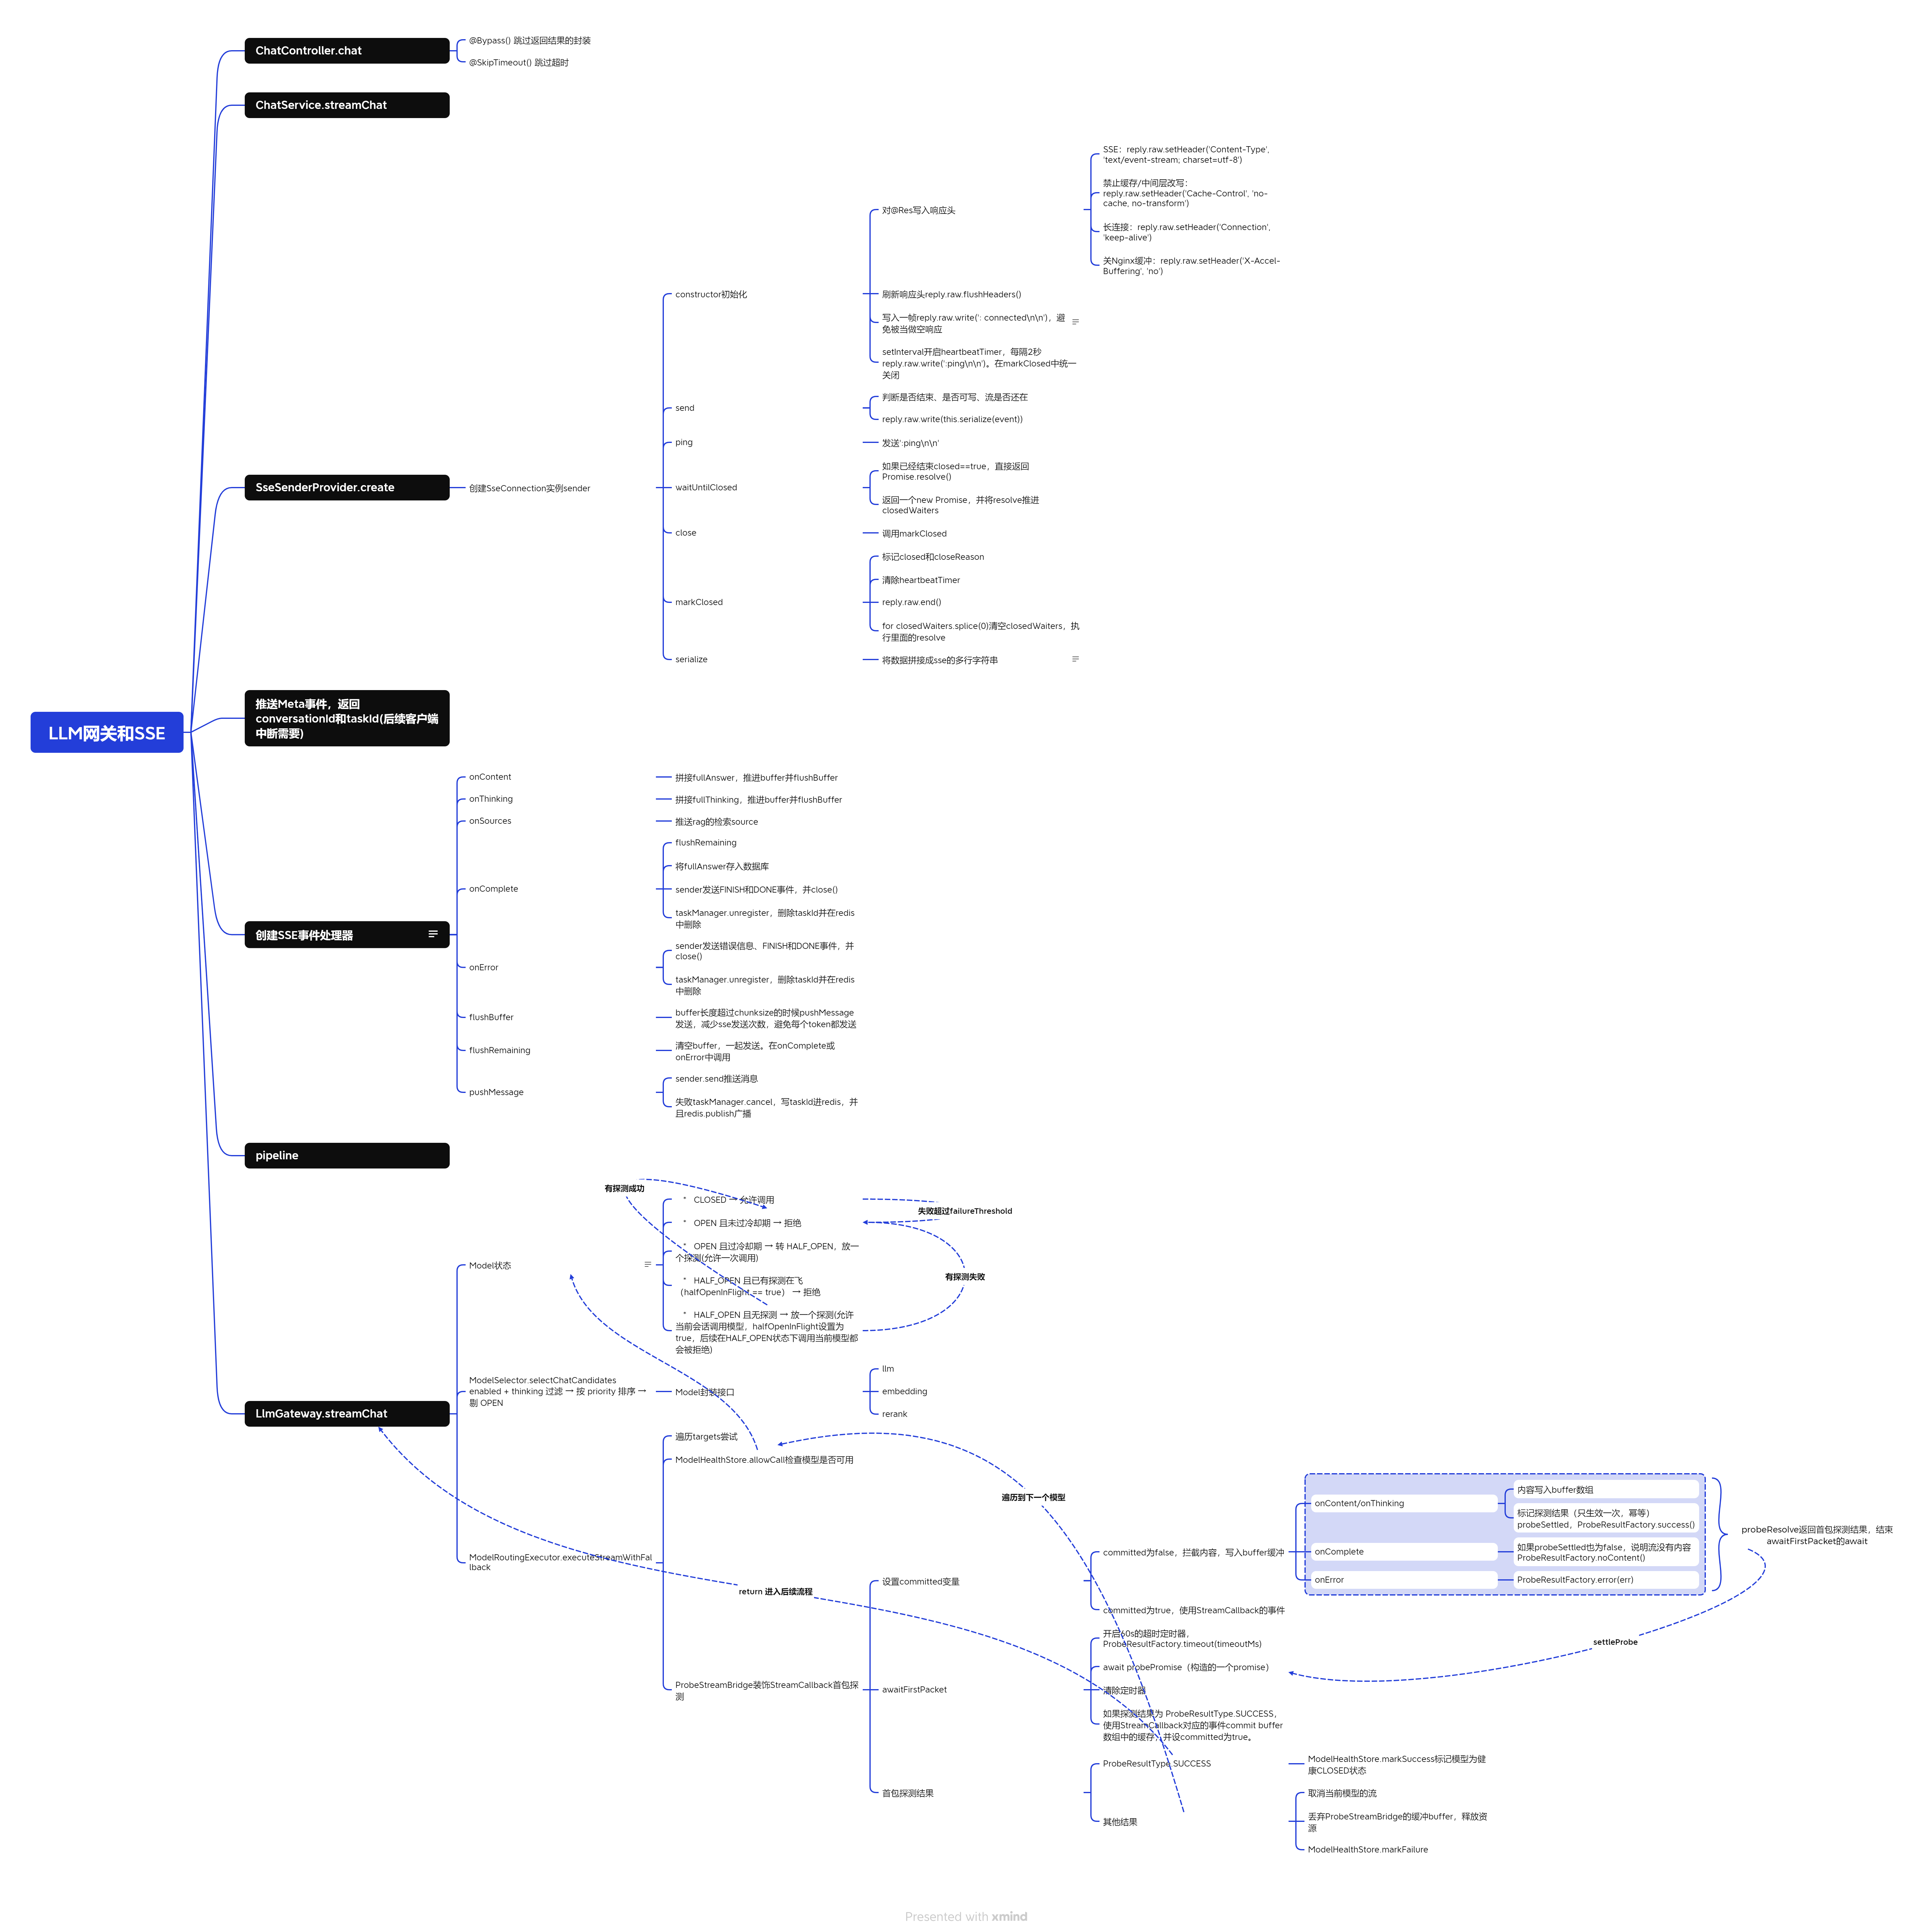 LLM网关和SSE
ChatController.chat
@Bypass() 跳过返回结果的封装
@SkipTimeout() 跳过超时
ChatService.streamChat
SseSenderProvider.create
创建SseConnection实例sender
constructor初始化
对@Res写入响应头
SSE：reply.raw.setHeader('Content-Type',
'text/event-stream; charset=utf-8')
禁止缓存/中间层改写：
reply.raw.setHeader('Cache-Control', 'no-
cache, no-transform')
长连接：reply.raw.setHeader('Connection',
'keep-alive')
关Nginx缓冲：reply.raw.setHeader('X-Accel-
Buffering', 'no')
刷新响应头reply.raw.flushHeaders()
写入一帧reply.raw.write(': connected\n\n')，避
免被当做空响应
setInterval开启heartbeatTimer，每隔2秒
reply.raw.write(':ping\n\n')。在markClosed中统一
关闭
send
判断是否结束、是否可写、流是否还在
reply.raw.write(this.serialize(event))
ping
发送':ping\n\n'
waitUntilClosed
如果已经结束closed==true，直接返回
Promise.resolve()
返回一个new Promise，并将resolve推进
closedWaiters
close
调用markClosed
markClosed
标记closed和closeReason
清除heartbeatTimer
reply.raw.end()
for closedWaiters.splice(0)清空closedWaiters，执
行里面的resolve
serialize
将数据拼接成sse的多行字符串
推送Meta事件，返回
conversationId和taskId(后续客户端
中断需要)
创建SSE事件处理器
onContent
拼接fullAnswer，推进buffer并flushBuffer
onThinking
拼接fullThinking，推进buffer并flushBuffer
onSources
推送rag的检索source
onComplete
flushRemaining
将fullAnswer存入数据库
sender发送FINISH和DONE事件，并close()
taskManager.unregister，删除taskId并在redis
中删除
onError
sender发送错误信息、FINISH和DONE事件，并
close()
taskManager.unregister，删除taskId并在redis
中删除
flushBuffer
buffer长度超过chunksize的时候pushMessage
发送，减少sse发送次数，避免每个token都发送
flushRemaining
清空buffer，一起发送。在onComplete或
onError中调用
pushMessage
sender.send推送消息
失败taskManager.cancel，写taskId进redis，并
且redis.publish广播
pipeline
LlmGateway.streamChat
Model状态
有探测成功
* CLOSED → 允许调用
失败超过failureThreshold
* OPEN 且未过冷却期 → 拒绝
* OPEN 且过冷却期 → 转 HALF_OPEN，放一
个探测(允许一次调用)
有探测失败
* HALF_OPEN 且已有探测在飞
（halfOpenInFlight == true） → 拒绝
* HALF_OPEN 且无探测 → 放一个探测(允许
当前会话调用模型，halfOpenInFlight设置为
true，后续在HALF_OPEN状态下调用当前模型都
会被拒绝)
ModelSelector.selectChatCandidates
enabled + thinking 过滤 → 按 priority 排序 →
剔 OPEN
Model封装接口
llm
embedding
rerank
ModelRoutingExecutor.executeStreamWithFal
lback
遍历targets尝试
ModelHealthStore.allowCall检查模型是否可用
遍历到下一个模型
return 进入后续流程
ProbeStreamBridge装饰StreamCallback首包探
测
设置committed变量
committed为false，拦截内容，写入buffer缓冲
onContent/onThinking
内容写入buffer数组
标记探测结果（只生效一次，幂等）
probeSettled，ProbeResultFactory.success()
onComplete
如果probeSettled也为false，说明流没有内容
ProbeResultFactory.noContent()
onError
ProbeResultFactory.error(err)
probeResolve返回首包探测结果，结束
awaitFirstPacket的await
settleProbe
committed为true，使用StreamCallback的事件
awaitFirstPacket
开启60s的超时定时器，
ProbeResultFactory.timeout(timeoutMs)
await probePromise（构造的一个promise）
清除定时器
如果探测结果为 ProbeResultType.SUCCESS，
使用StreamCallback对应的事件commit buffer
数组中的缓存，并设committed为true。
首包探测结果
ProbeResultType.SUCCESS
ModelHealthStore.markSuccess标记模型为健
康CLOSED状态
其他结果
取消当前模型的流
丢弃ProbeStreamBridge的缓冲buffer，释放资
源
ModelHealthStore.markFailure
Presented with xmind